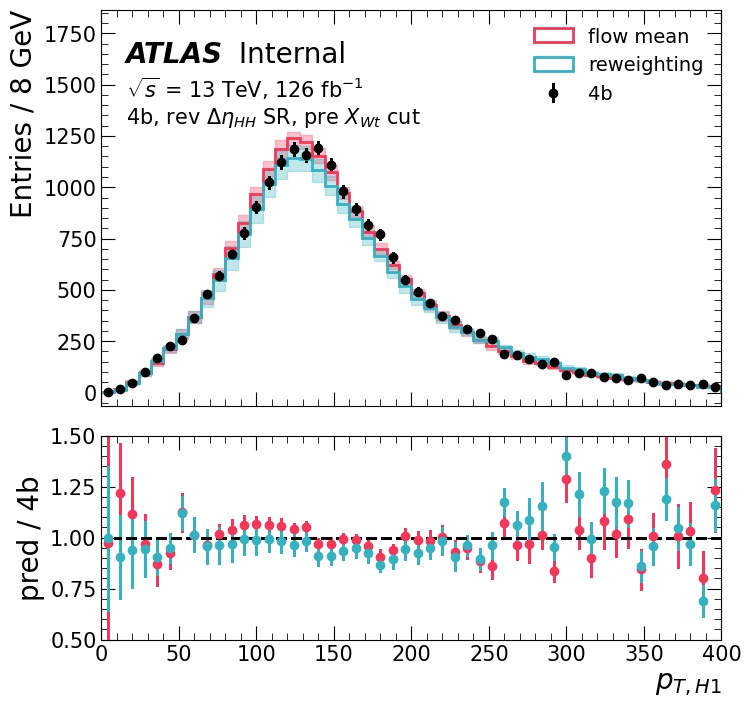 flow mean
reweighting
4b
ATLAS Internal
√s = 13 TeV, 126 fb⁻¹
4b, rev Δη_HH SR, pre X_Wt cut
Entries / 8 GeV
1750
1500
1250
1000
750
500
250
0
pred / 4b
1.50
1.25
1.00
0.75
0.50
0 50 100 150 200 250 300 350 400
p_T,H1